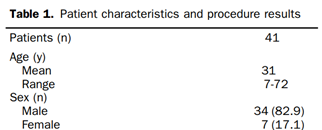 Table 1. Patient characteristics and procedure results
Patients (n) 41
Age (y)
Mean 31
Range 7-72
Sex (n)
Male 34 (82.9)
Female 7 (17.1)